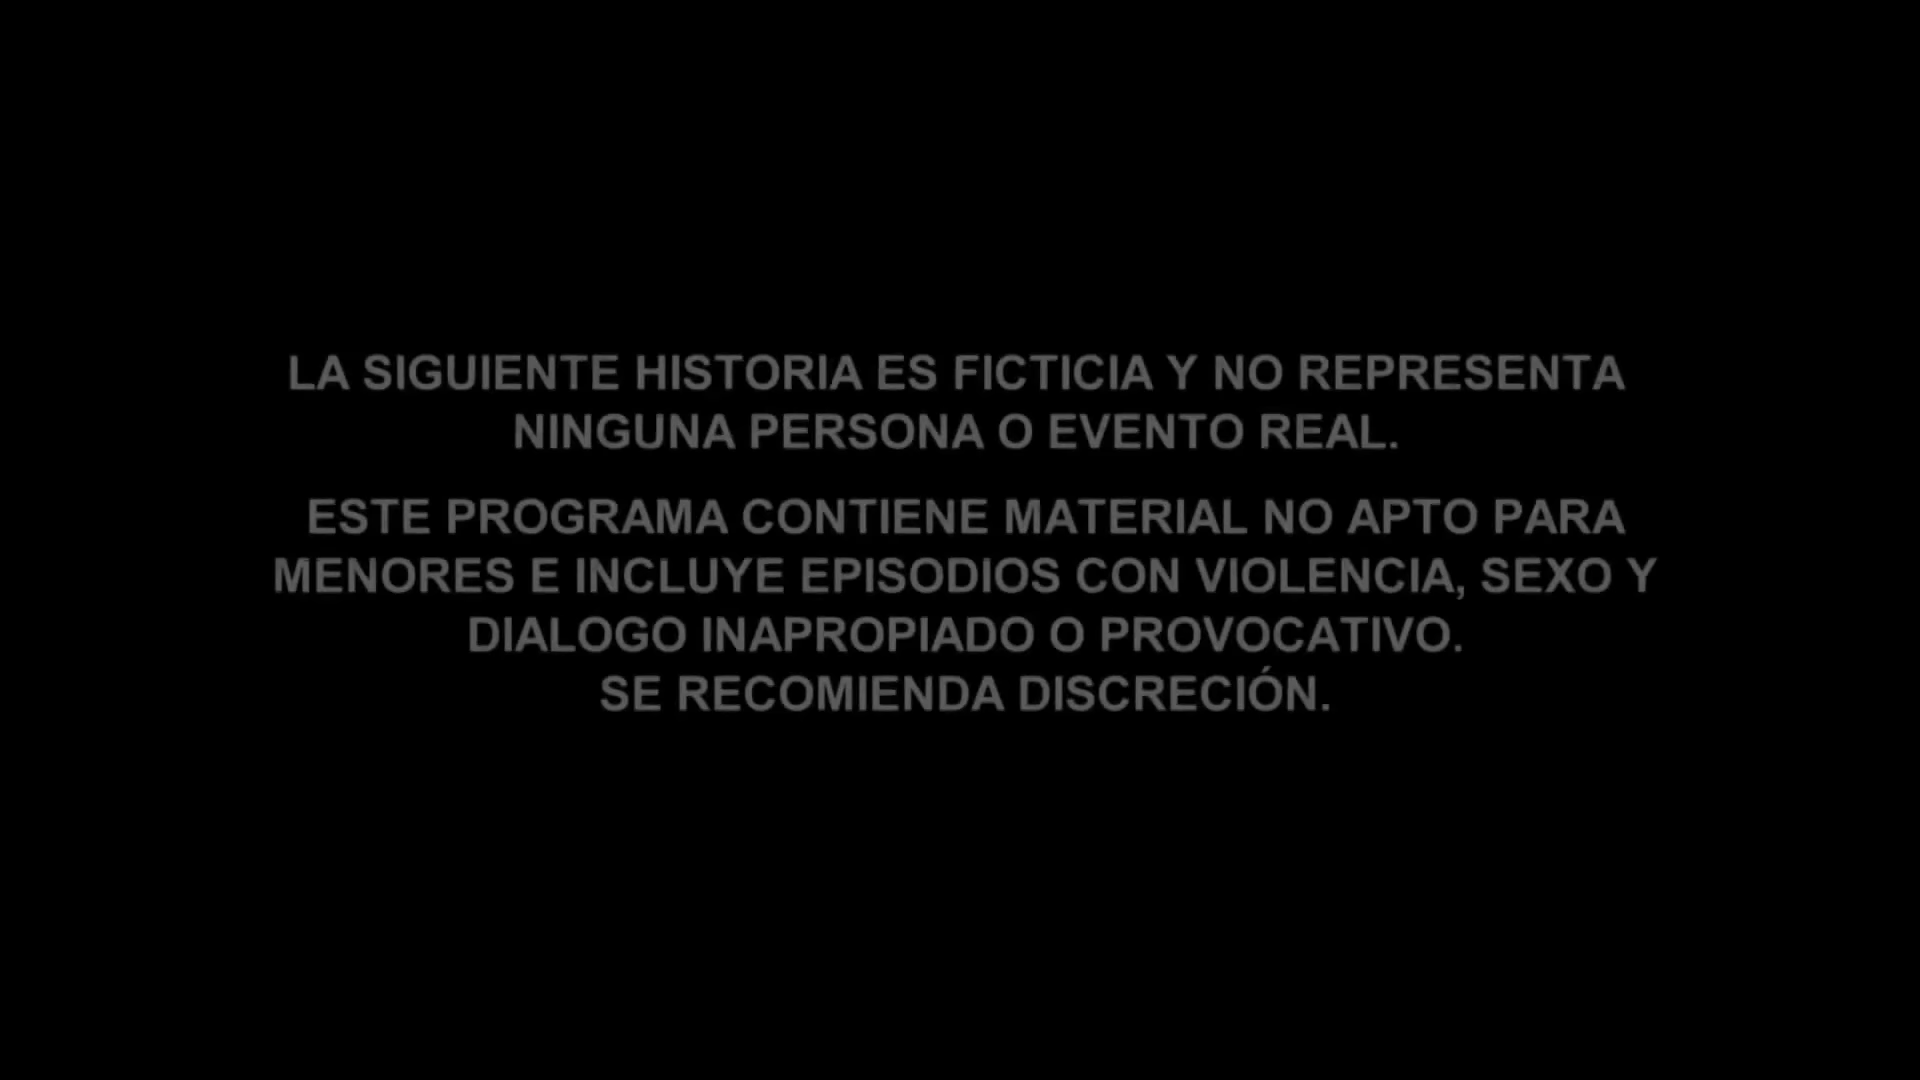 LA SIGUIENTE HISTORIA ES FICTICIA Y NO REPRESENTA
NINGUNA PERSONA O EVENTO REAL.
ESTE PROGRAMA CONTIENE MATERIAL NO APTO PARA
MENORES E INCLUYE EPISODIOS CON VIOLENCIA, SEXO Y
DIALOGO INAPROPIADO O PROVOCATIVO.
SE RECOMIENDA DISCRECIÓN.